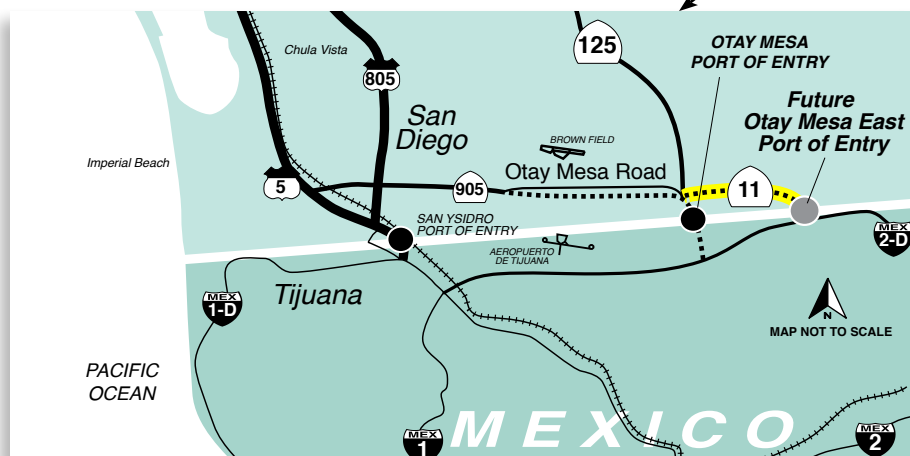 125
OTAY MESA
PORT OF ENTRY
Chula Vista
805
Future
Otay Mesa East
Port of Entry
San
Diego
BROWN FIELD
Imperial Beach
Otay Mesa Road
5
905
11
SAN YSIDRO
PORT OF ENTRY
MEX
2-D
AEROPUERTO
DE TIJUANA
MEX
1-D
Tijuana
N
MAP NOT TO SCALE
PACIFIC
OCEAN
MEXICO
MEX
1
MEX
2